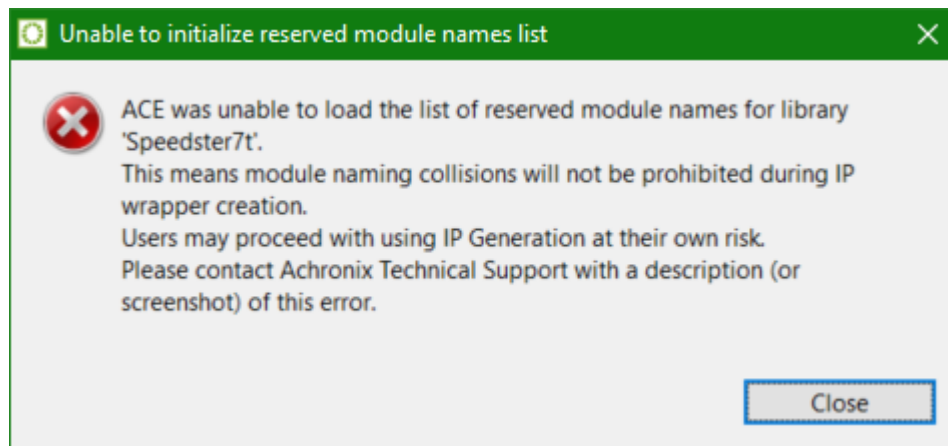 Unable to initialize reserved module names list
ACE was unable to load the list of reserved module names for library
'Speedster7t'.
This means module naming collisions will not be prohibited during IP
wrapper creation.
Users may proceed with using IP Generation at their own risk.
Please contact Achronix Technical Support with a description (or
screenshot) of this error.
Close